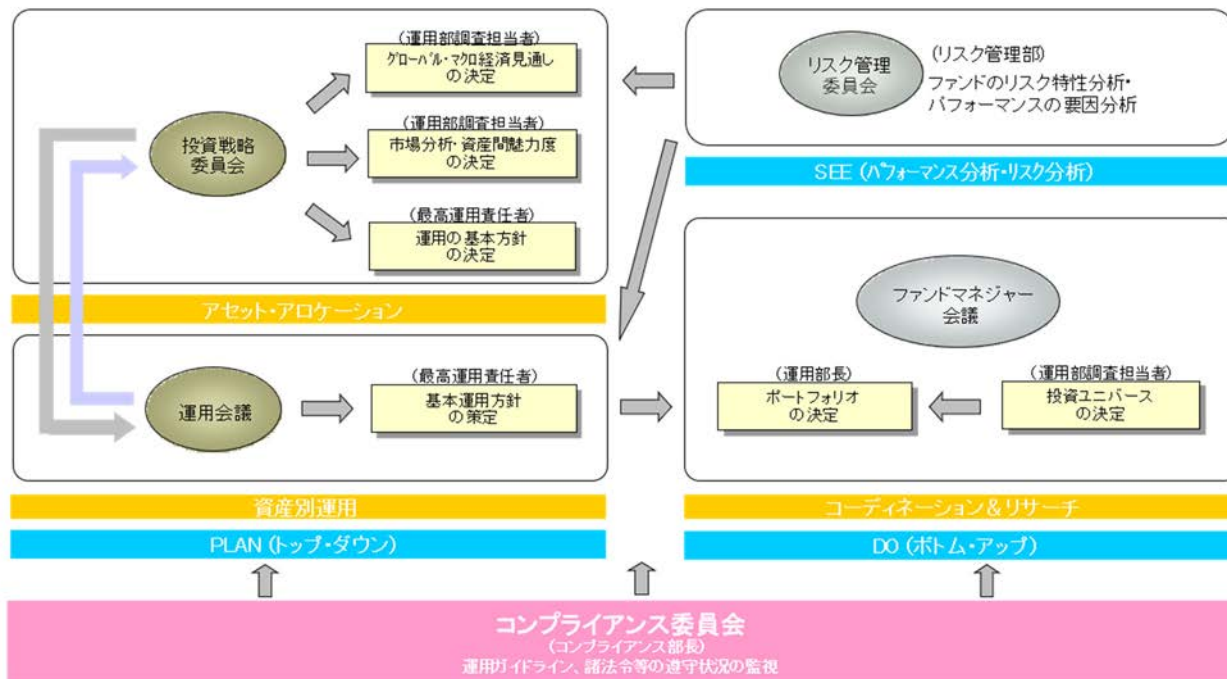 (運用部調査担当者)
グローバル・マクロ経済見通し
の決定
投資戦略
委員会
(運用部調査担当者)
市場分析・資産間魅力度
の決定
(最高運用責任者)
運用の基本方針
の決定
アセット・アロケーション
運用会議
(最高運用責任者)
基本運用方針
の策定
資産別運用
PLAN (トップ・ダウン)
リスク管理
委員会
(リスク管理部)
ファンドのリスク特性分析・
パフォーマンスの要因分析
SEE (パフォーマンス分析・リスク分析)
ファンドマネジャー
会議
(運用部長)
ポートフォリオ
の決定
(運用部調査担当者)
投資ユニバース
の決定
コーディネーション＆リサーチ
DO (ボトム・アップ)
コンプライアンス委員会
(コンプライアンス部長)
運用ガイドライン、諸法令等の遵守状況の監視